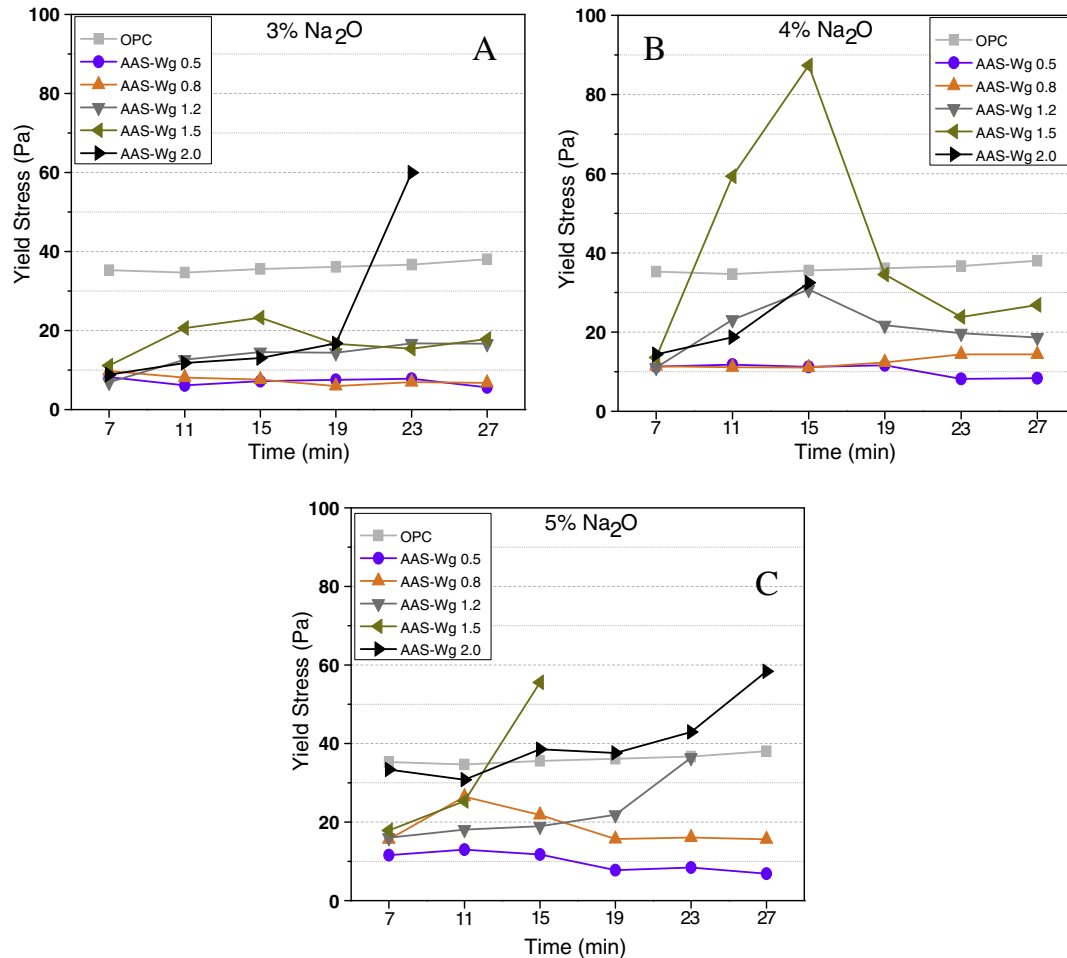 3% Na2O
A
OPC
AAS-Wg 0.5
AAS-Wg 0.8
AAS-Wg 1.2
AAS-Wg 1.5
AAS-Wg 2.0
Yield Stress (Pa)
100
80
60
40
20
0
7 11 15 19 23 27
Time (min)
4% Na2O
B
OPC
AAS-Wg 0.5
AAS-Wg 0.8
AAS-Wg 1.2
AAS-Wg 1.5
AAS-Wg 2.0
Yield Stress (Pa)
100
80
60
40
20
0
7 11 15 19 23 27
Time (min)
5% Na2O
C
OPC
AAS-Wg 0.5
AAS-Wg 0.8
AAS-Wg 1.2
AAS-Wg 1.5
AAS-Wg 2.0
Yield Stress (Pa)
100
80
60
40
20
0
7 11 15 19 23 27
Time (min)